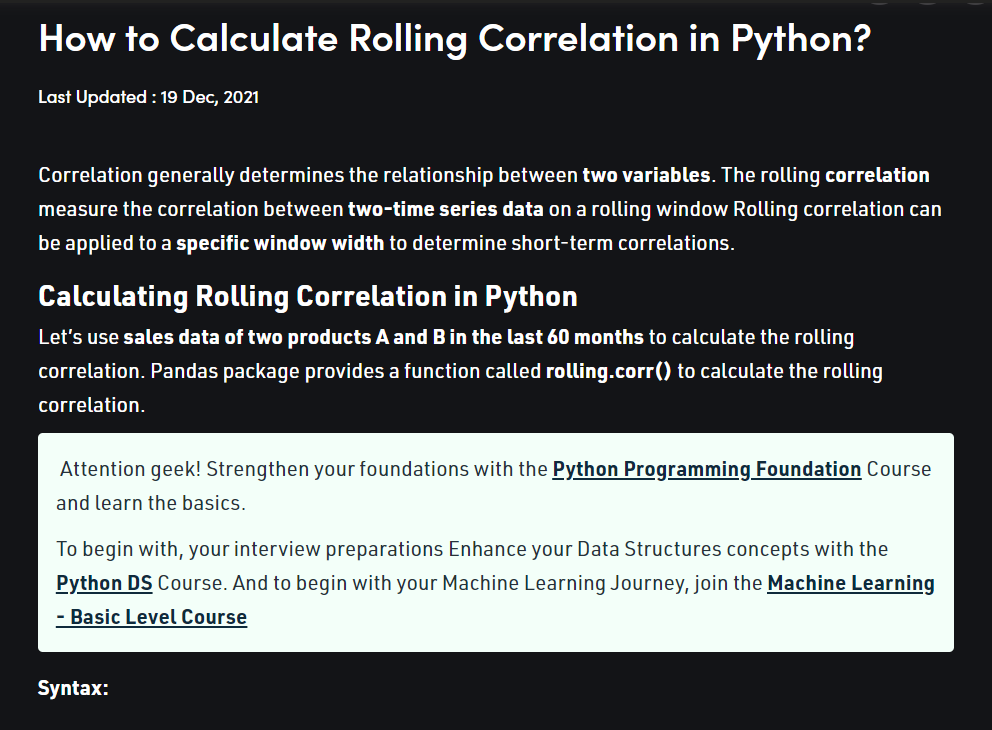 How to Calculate Rolling Correlation in Python?
Last Updated : 19 Dec, 2021
Correlation generally determines the relationship between two variables. The rolling correlation
measure the correlation between two-time series data on a rolling window Rolling correlation can
be applied to a specific window width to determine short-term correlations.
Calculating Rolling Correlation in Python
Let’s use sales data of two products A and B in the last 60 months to calculate the rolling
correlation. Pandas package provides a function called rolling.corr() to calculate the rolling
correlation.
Attention geek! Strengthen your foundations with the Python Programming Foundation Course
and learn the basics.
To begin with, your interview preparations Enhance your Data Structures concepts with the
Python DS Course. And to begin with your Machine Learning Journey, join the Machine Learning
- Basic Level Course
Syntax: